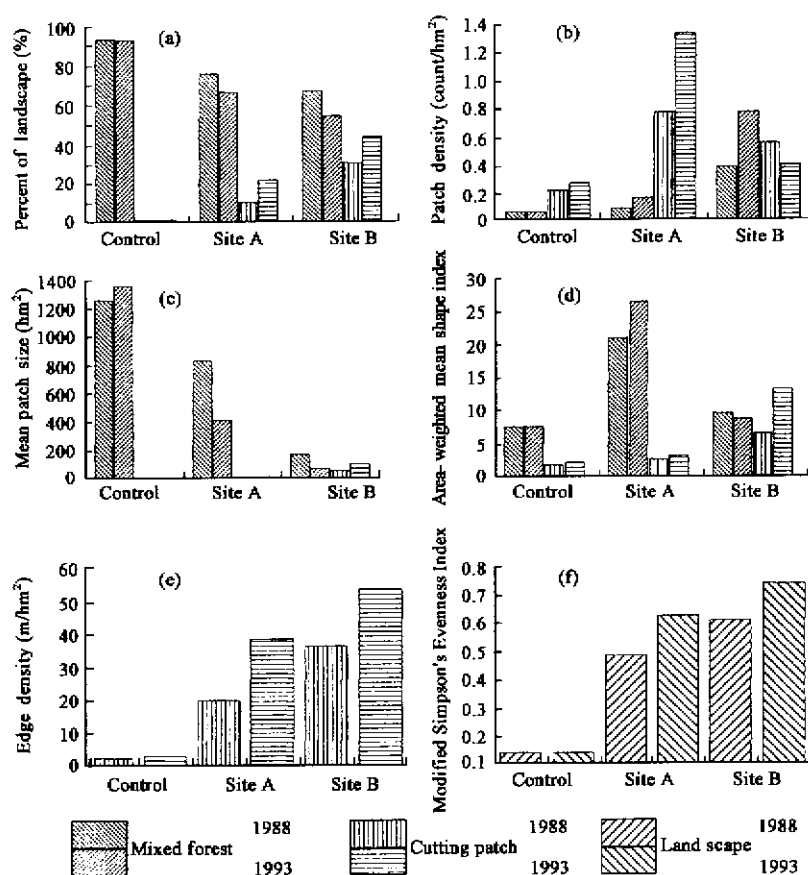 (a)
Percent of landscape (%)
100
80
60
40
20
0
Control Site A Site B
(b)
Patch density (count/hm²)
1.4
1.2
1.0
0.8
0.6
0.4
0.2
0
Control Site A Site B
(c)
Mean patch size (hm²)
1400
1200
1000
800
600
400
200
0
Control Site A Site B
(d)
Area-weighted mean shape index
30
25
20
15
10
5
0
Control Site A Site B
(e)
Edge density (m/hm²)
60
50
40
30
20
10
0
Control Site A Site B
(f)
Modified Simpson's Evenness Index
0.8
0.7
0.6
0.5
0.4
0.3
0.2
0.1
Control Site A Site B
1988
Mixed forest
1993
1988
Cutting patch
1993
1988
Land scape
1993